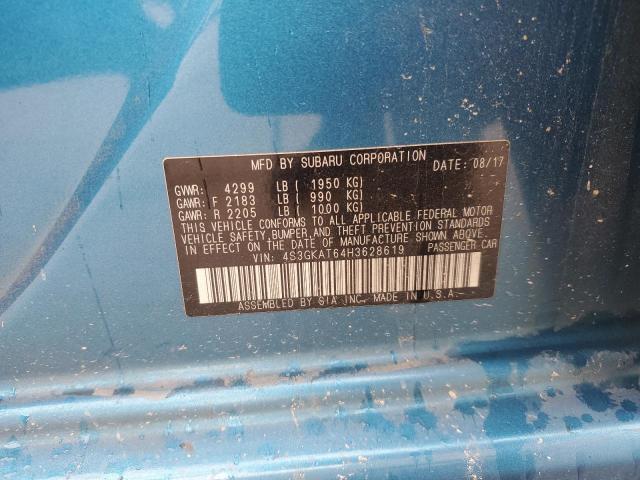 MFD BY SUBARU CORPORATION DATE: 08/17
GVWR: 4299 LB ( 1950 KG)
GAWR: F 2183 LB ( 990 KG)
GAWR: R 2205 LB ( 1000 KG)
THIS VEHICLE CONFORMS TO ALL APPLICABLE FEDERAL MOTOR
VEHICLE SAFETY, BUMPER, AND THEFT PREVENTION STANDARDS
IN EFFECT ON THE DATE OF MANUFACTURE SHOWN ABOVE.
VIN: 4S3GKAT64H3628619 PASSENGER CAR
ASSEMBLED BY SIA INC. MADE IN U.S.A.